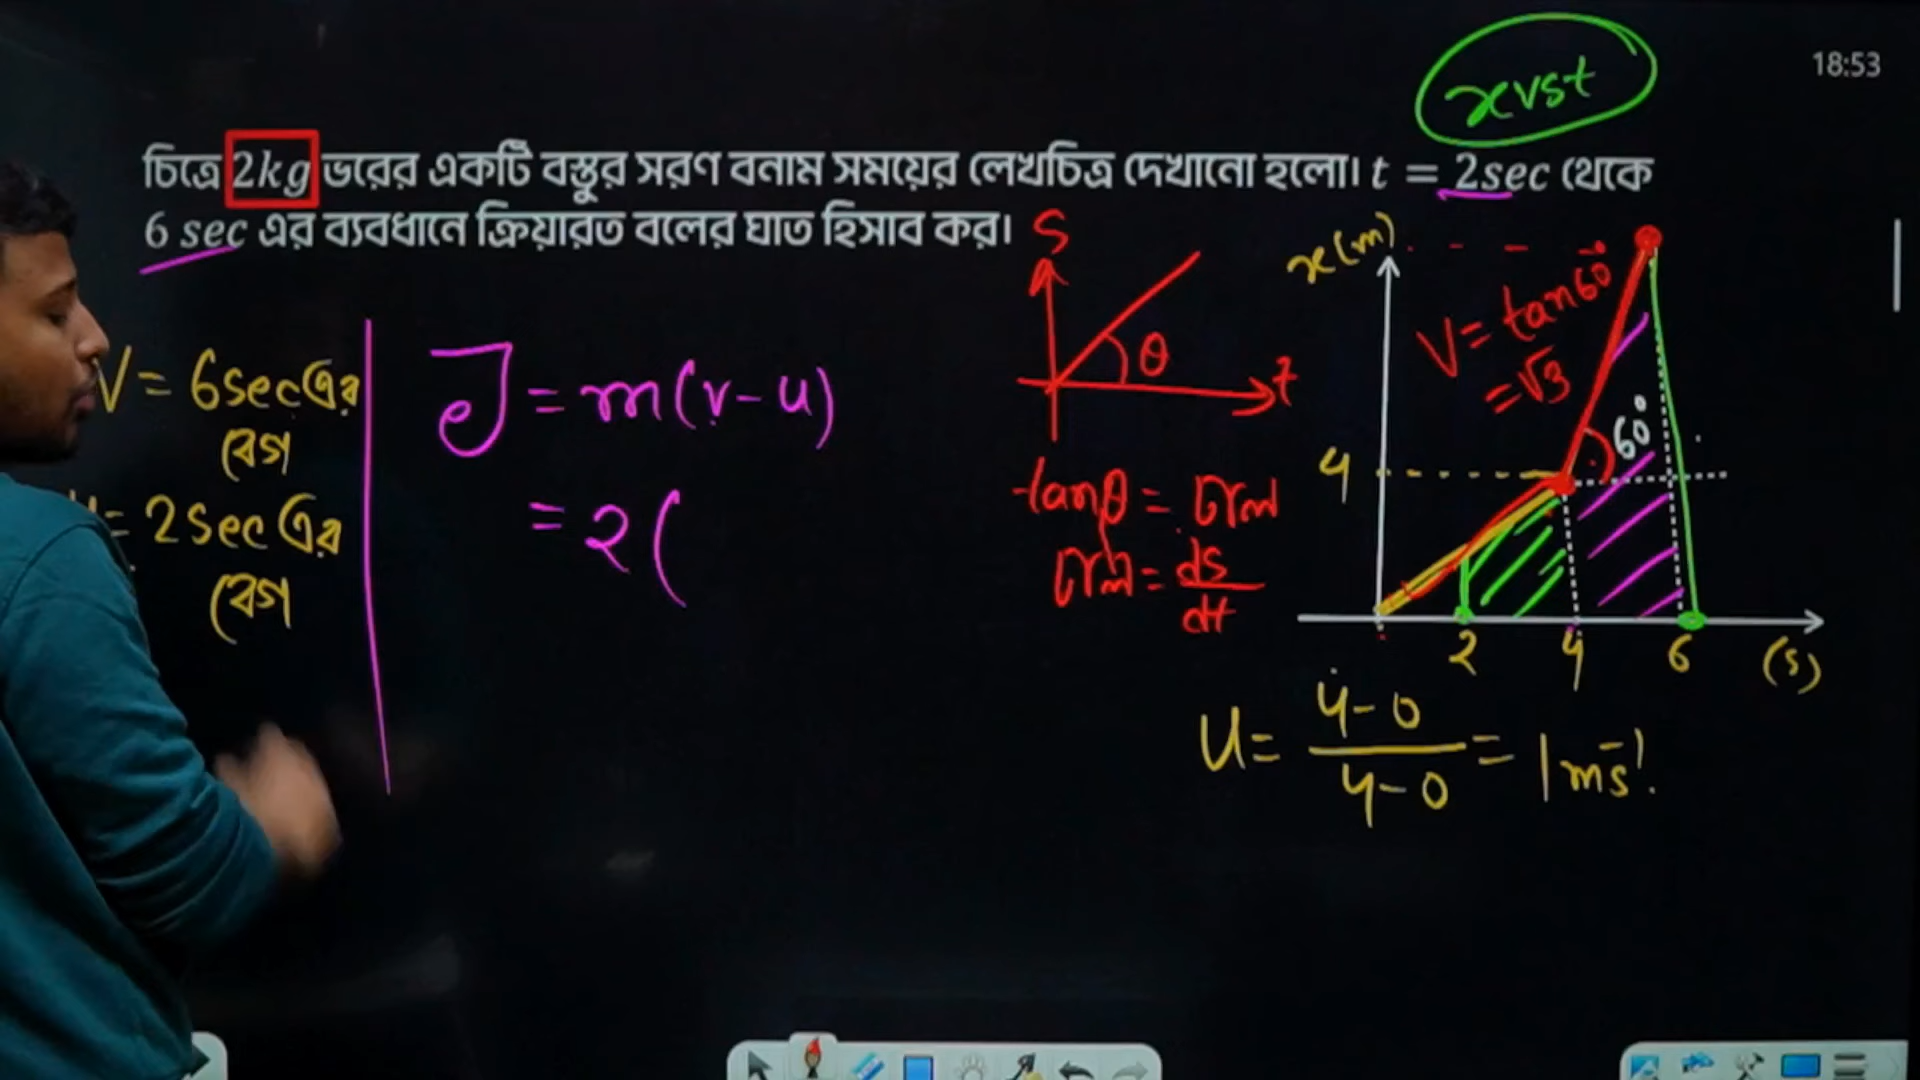 xvst
18:53
চিত্রে 2kg ভরের একটি বস্তুর সরণ বনাম সময়ের লেখচিত্র দেখানো হলো। t = 2sec থেকে
6 sec এর ব্যবধানে ক্রিয়ারত বলের ঘাত হিসাব কর।
V = 6sec এর
বেগ
= 2sec এর
বেগ
J = m(v-u)
= 2(
S
θ
t
tanθ = ঢাল
ঢাল = ds/dt
x(m)
V = tan60°
= √3
60°
4
2 4 6 (s)
u = 4-0/4-0 = 1ms⁻¹.